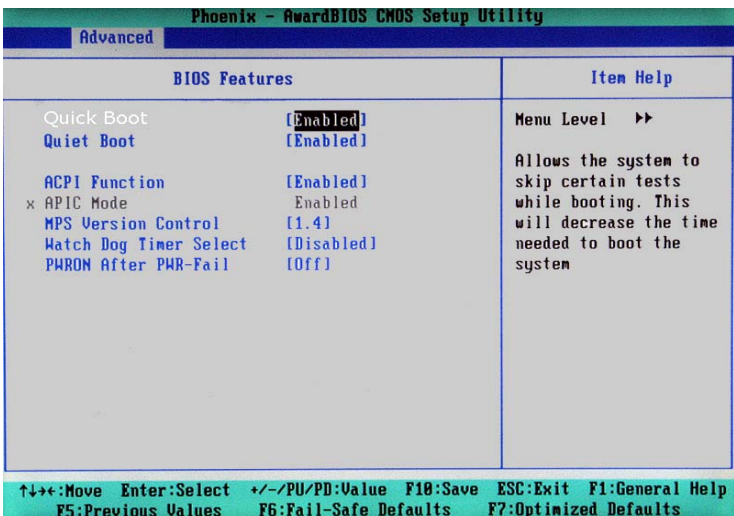 Phoenix - AwardBIOS CMOS Setup Utility
Advanced
BIOS Features
Item Help
Quick Boot [Enabled]
Quiet Boot [Enabled]
ACPI Function [Enabled]
x APIC Mode Enabled
MPS Version Control [1.4]
Watch Dog Timer Select [Disabled]
PWRON After PWR-Fail [Off]
Menu Level ▸▸
Allows the system to
skip certain tests
while booting. This
will decrease the time
needed to boot the
system
↑↓→←:Move Enter:Select +/-/PU/PD:Value F10:Save ESC:Exit F1:General Help
F5:Previous Values F6:Fail-Safe Defaults F7:Optimized Defaults